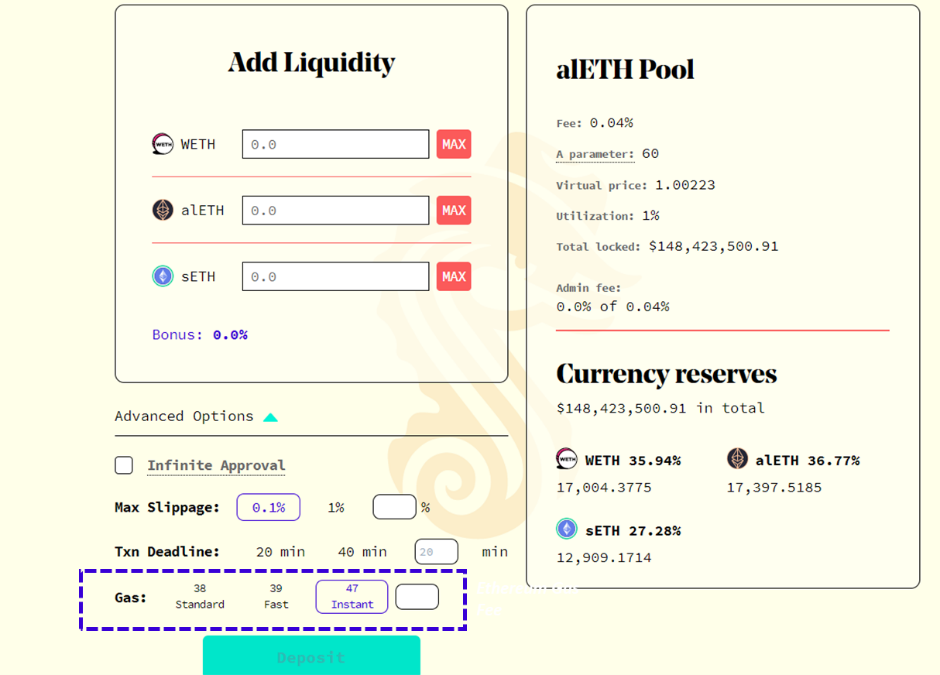 Add Liquidity
WETH 0.0 MAX
alETH 0.0 MAX
sETH 0.0 MAX
Bonus: 0.0%
Advanced Options
Infinite Approval
Max Slippage: 0.1% 1% %
Txn Deadline: 20 min 40 min 20 min
Gas: 38 Standard 39 Fast 47 Instant
Deposit
alETH Pool
Fee: 0.04%
A parameter: 60
Virtual price: 1.00223
Utilization: 1%
Total locked: $148,423,500.91
Admin fee:
0.0% of 0.04%
Currency reserves
$148,423,500.91 in total
WETH 35.94% alETH 36.77%
17,004.3775 17,397.5185
sETH 27.28%
12,909.1714